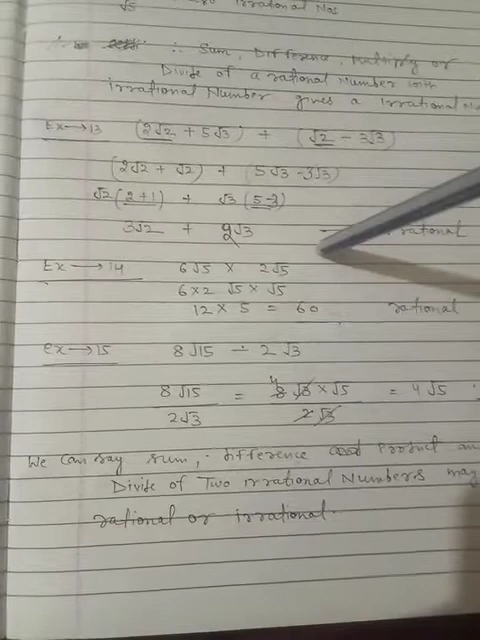 √5 Irrational Nos
∴ Sum, Difference, Multiply or
Divide of a rational Number with
irrational Number gives a irrational
Ex → 13 (2√2 + 5√3) + (√2 - 3√3)
(2√2 + √2) + (5√3 - 3√3)
√2 (2+1) + √3 (5-3)
3√2 + 2√3 rational
Ex → 14 6√5 × 2√5
6×2 √5 × √5
12 × 5 = 60 rational
Ex → 15 8√15 ÷ 2√3
8√15 / 2√3 = 8√3 × √5 / 2√3 = 4√5
We can say sum, difference Product an
Divide of Two irrational Numbers may
rational or irrational.